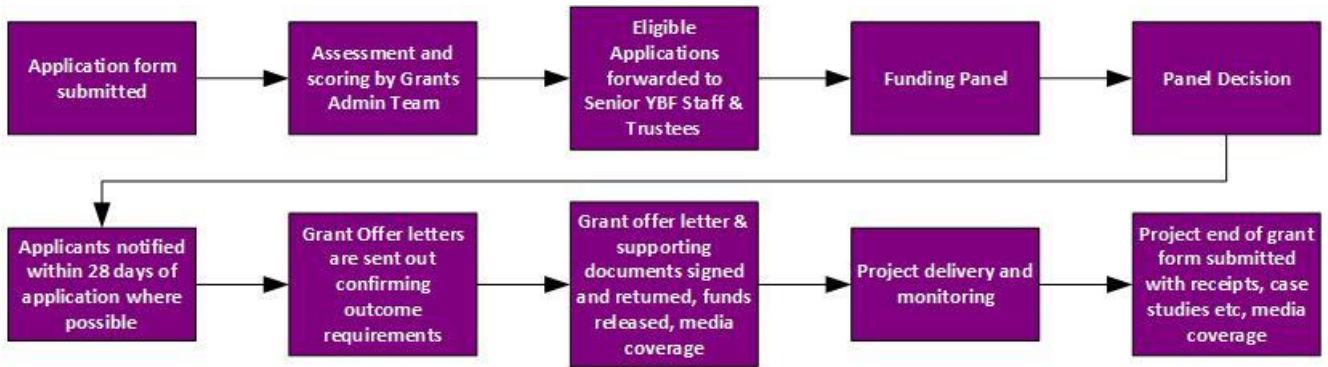 Application form
submitted
Assessment and
scoring by Grants
Admin Team
Eligible
Applications
forwarded to
Senior YBF Staff &
Trustees
Funding Panel
Panel Decision
Applicants notified
within 28 days of
application where
possible
Grant Offer letters
are sent out
confirming
outcome
requirements
Grant offer letter &
supporting
documents signed
and returned, funds
released, media
coverage
Project delivery and
monitoring
Project end of grant
form submitted
with receipts, case
studies etc, media
coverage